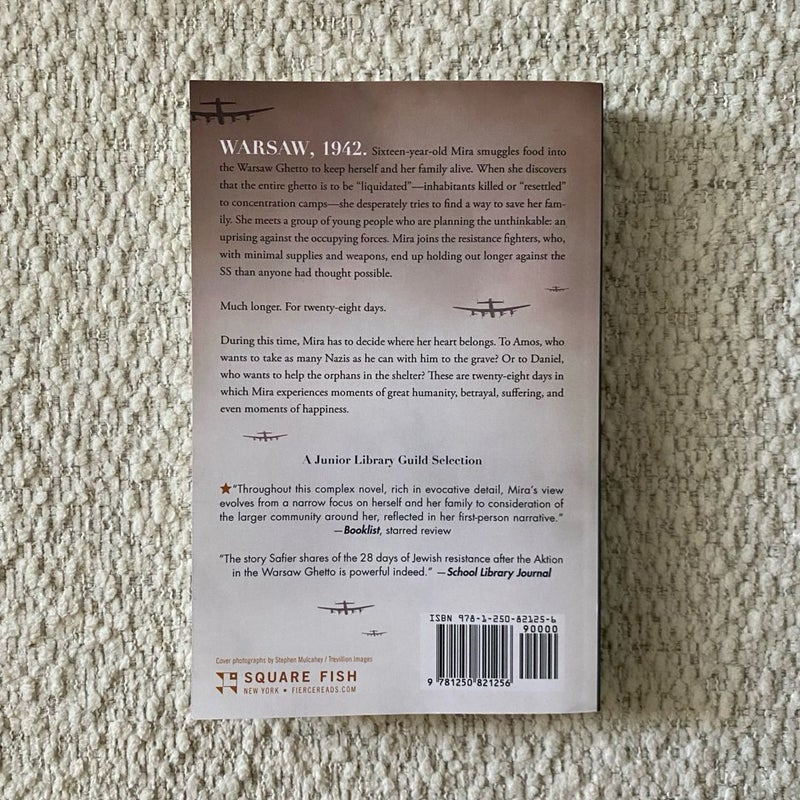 WARSAW, 1942. Sixteen-year-old Mira smuggles food into
the Warsaw Ghetto to keep herself and her family alive. When she discovers
that the entire ghetto is to be “liquidated”—inhabitants killed or “resettled”
to concentration camps—she desperately tries to find a way to save her fam-
ily. She meets a group of young people who are planning the unthinkable: an
uprising against the occupying forces. Mira joins the resistance fighters, who,
with minimal supplies and weapons, end up holding out longer against the
SS than anyone had thought possible.
Much longer. For twenty-eight days.
During this time, Mira has to decide where her heart belongs. To Amos, who
wants to take as many Nazis as he can with him to the grave? Or to Daniel,
who wants to help the orphans in the shelter? These are twenty-eight days in
which Mira experiences moments of great humanity, betrayal, suffering, and
even moments of happiness.
A Junior Library Guild Selection
★“Throughout this complex novel, rich in evocative detail, Mira’s view
evolves from a narrow focus on herself and her family to consideration of
the larger community around her, reflected in her first-person narrative.”
—Booklist, starred review
“The story Safier shares of the 28 days of Jewish resistance after the Aktion
in the Warsaw Ghetto is powerful indeed.” —School Library Journal
ISBN 978-1-250-82125-6
90000
9 781250 821256
Cover photographs by Stephen Mulcahey / Trevillion Images
SQUARE FISH
NEW YORK • FIERCEREADS.COM